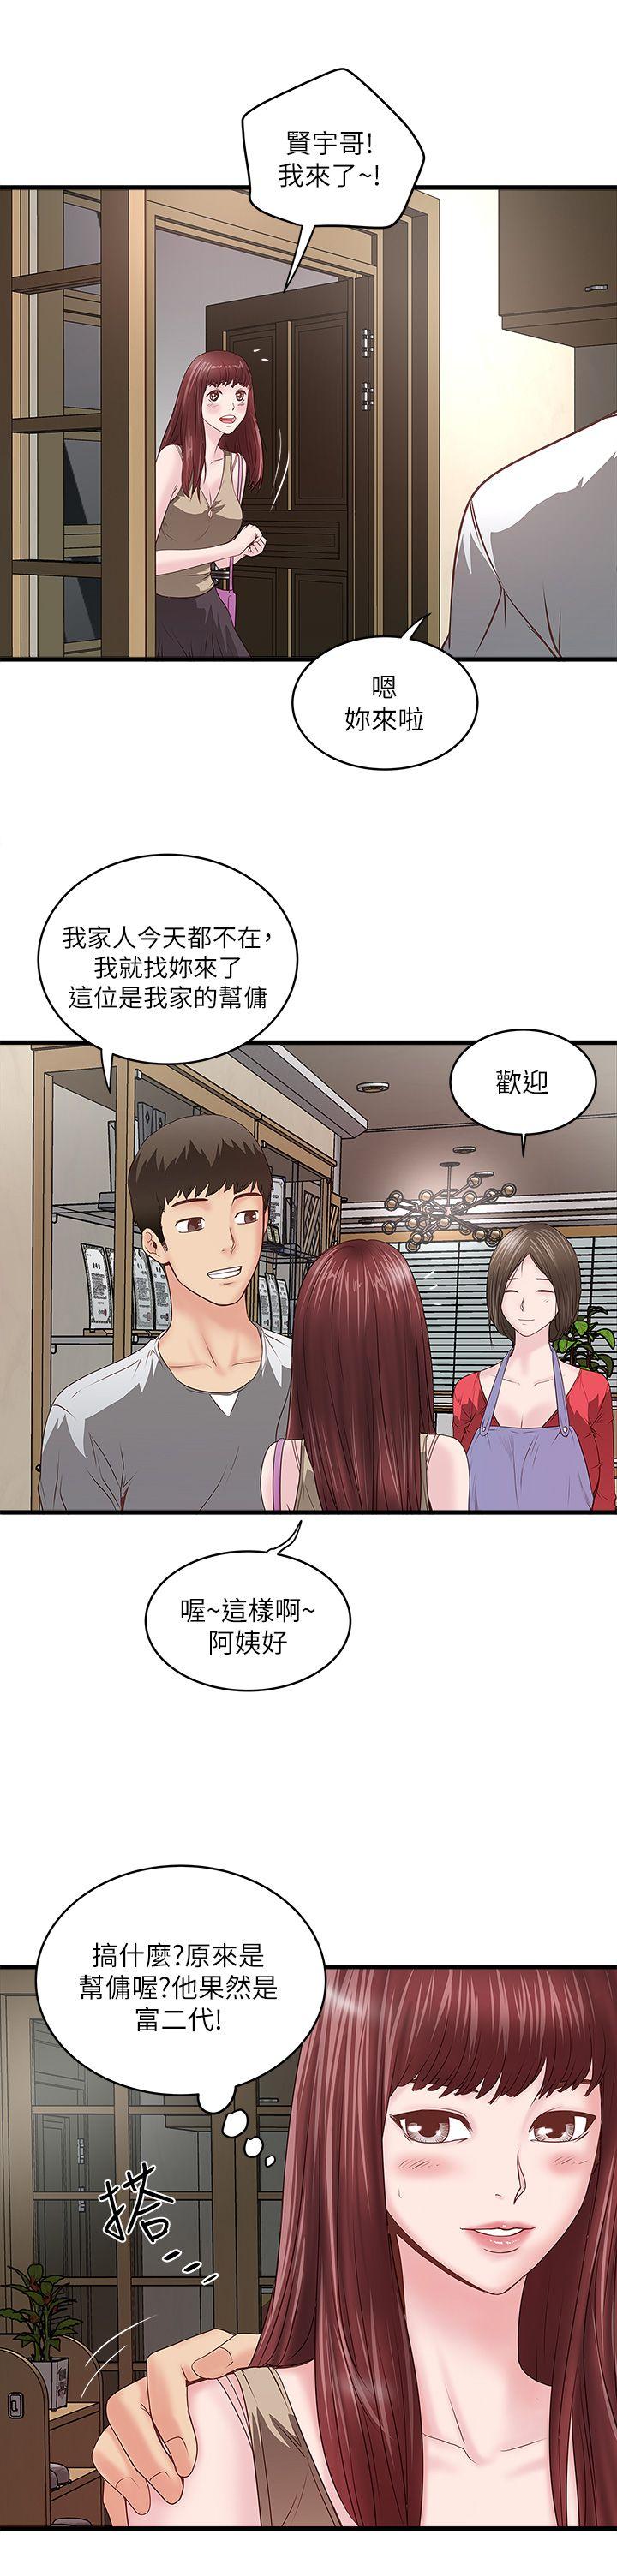 賢宇哥!
我來了~!
嗯
妳來啦
我家人今天都不在,
我就找妳來了
這位是我家的幫傭
歡迎
喔~這樣啊~
阿姨好
搞什麼?原來是
幫傭喔?他果然是
富二代!
搭…